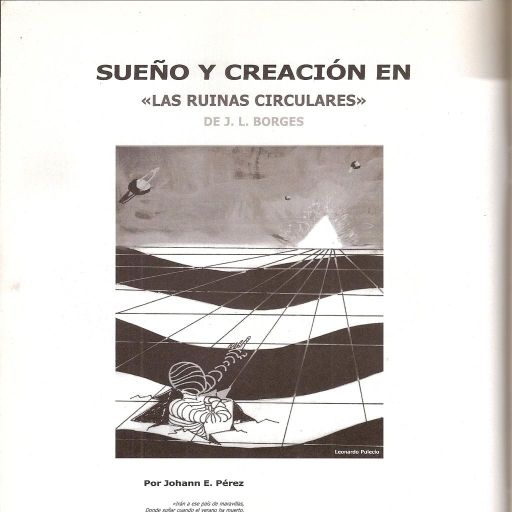 SUEÑO Y CREACIÓN EN
«LAS RUINAS CIRCULARES»
DE J. L. BORGES
Leonardo Pulecio
Por Johann E. Pérez
«Irán a ese país de maravillas,
Donde soñar cuando el verano ha muerto,